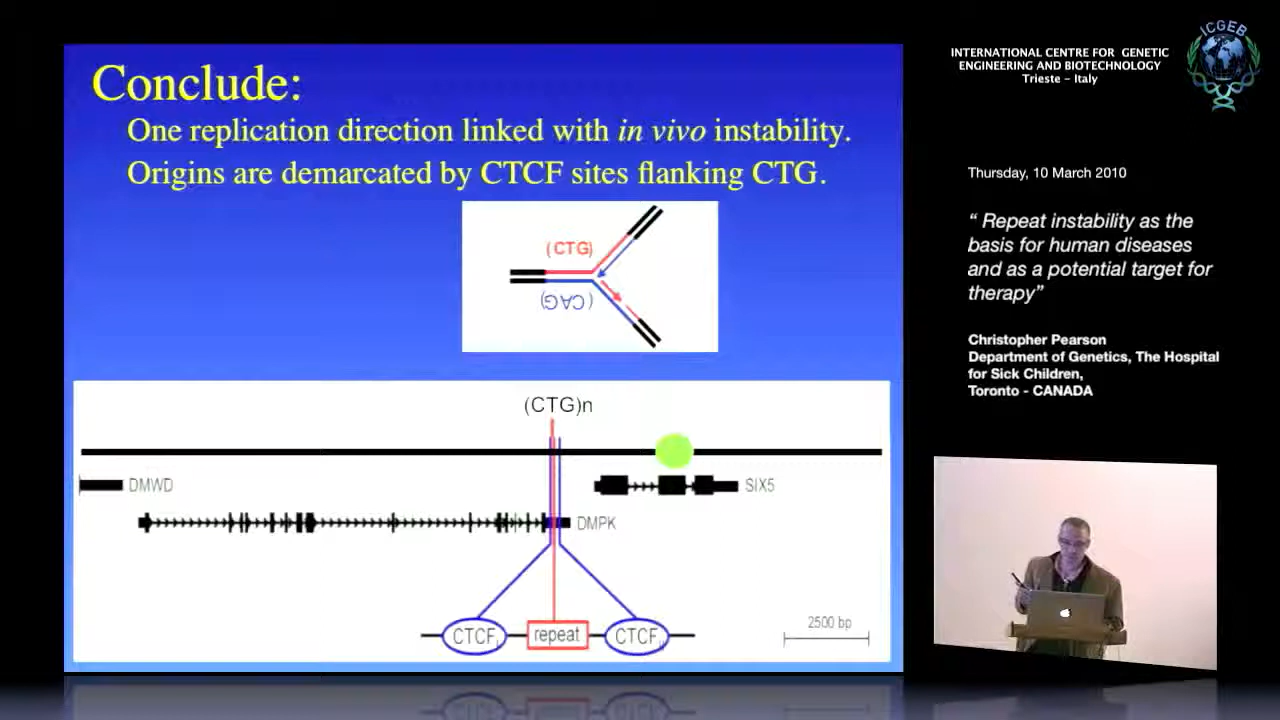 Conclude:
One replication direction linked with in vivo instability.
Origins are demarcated by CTCF sites flanking CTG.
(CTG)
(CAG)
(CTG)n
DMWD
SIX5
DMPK
CTCF
repeat
CTCF
2500 bp
INTERNATIONAL CENTRE FOR GENETIC
ENGINEERING AND BIOTECHNOLOGY
Trieste - Italy
ICGEB
Thursday, 10 March 2010
“ Repeat instability as the
basis for human diseases
and as a potential target for
therapy”
Christopher Pearson
Department of Genetics, The Hospital
for Sick Children,
Toronto - CANADA